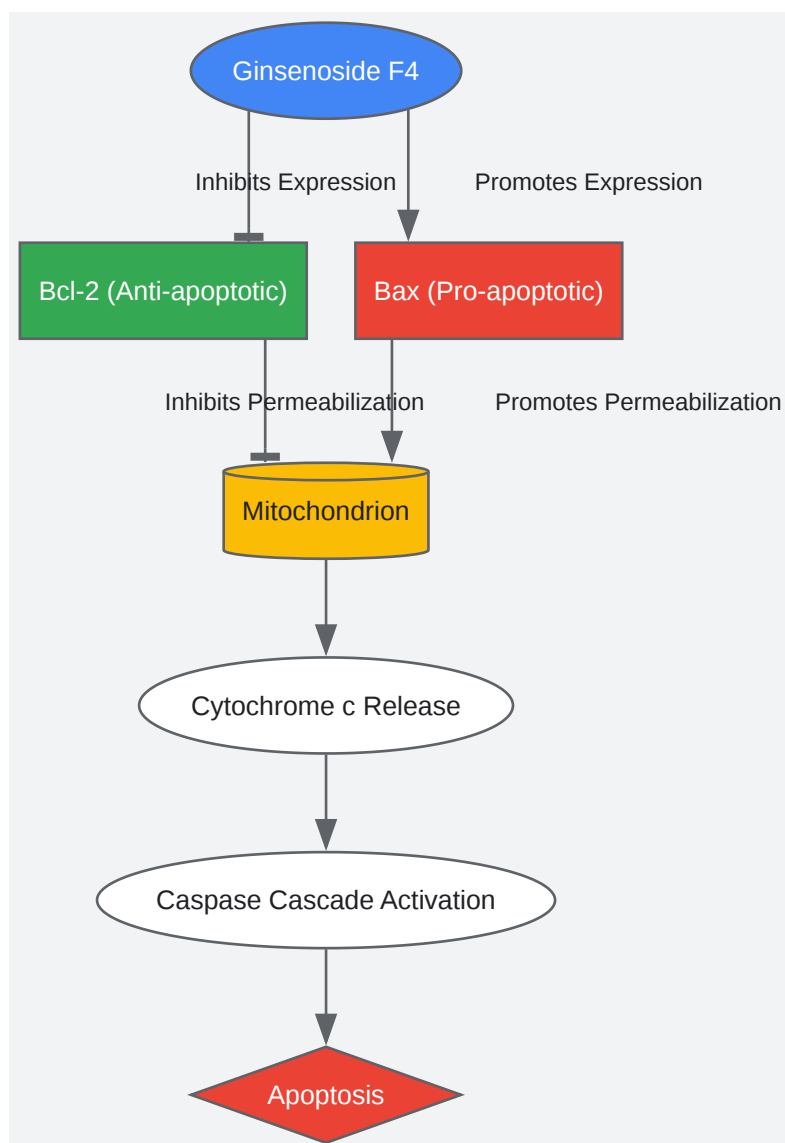 Ginsenoside F4
Inhibits Expression
Promotes Expression
Bcl-2 (Anti-apoptotic)
Bax (Pro-apoptotic)
Inhibits Permeabilization
Promotes Permeabilization
Mitochondrion
Cytochrome c Release
Caspase Cascade Activation
Apoptosis